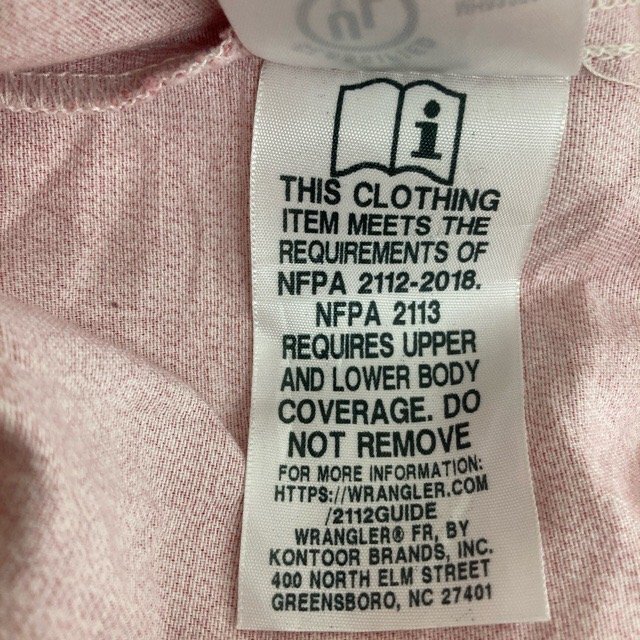 THIS CLOTHING
ITEM MEETS THE
REQUIREMENTS OF
NFPA 2112-2018.
NFPA 2113
REQUIRES UPPER
AND LOWER BODY
COVERAGE. DO
NOT REMOVE
FOR MORE INFORMATION:
HTTPS://WRANGLER.COM
/2112GUIDE
WRANGLER® FR, BY
KONTOOR BRANDS, INC.
400 NORTH ELM STREET
GREENSBORO, NC 27401